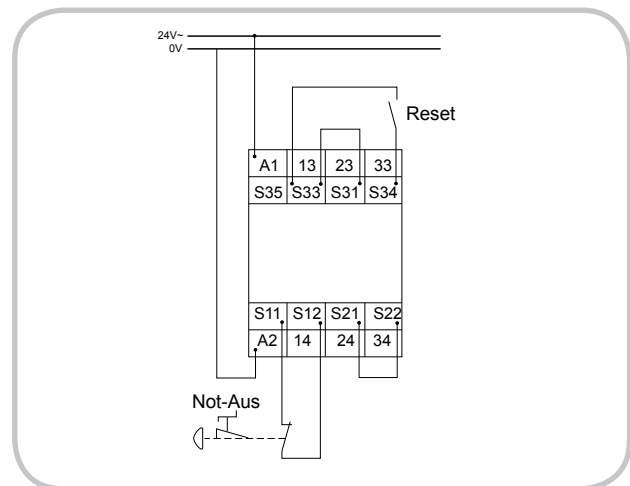 24V~
0V
Reset
A1 13 23 33
S35 S33 S31 S34
S11 S12 S21 S22
A2 14 24 34
Not-Aus